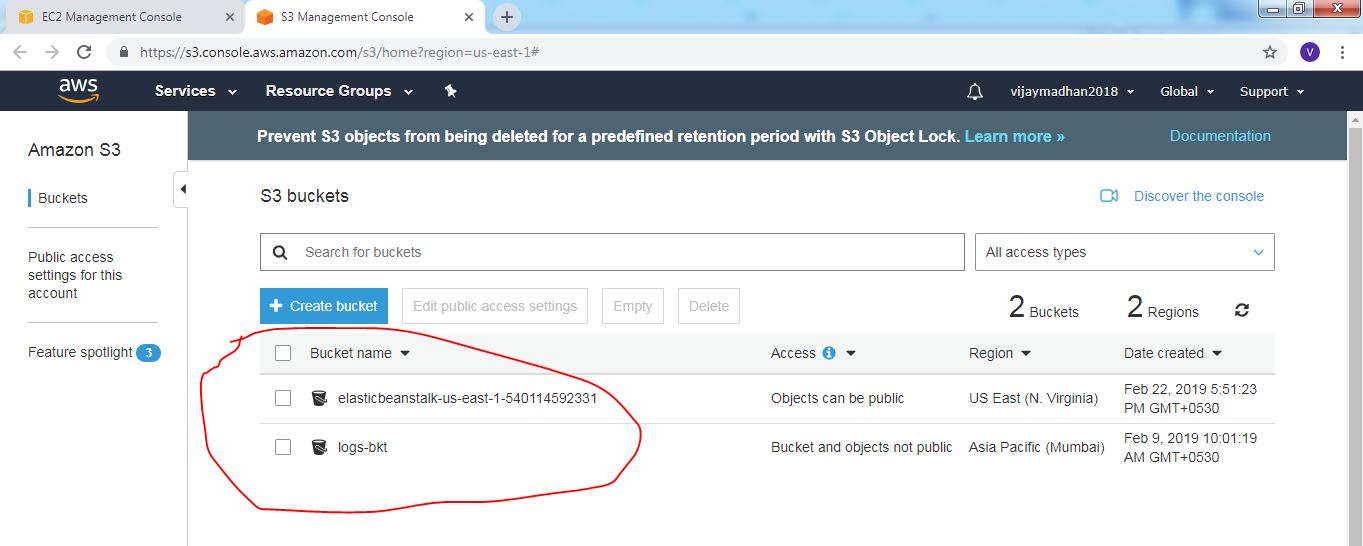 EC2 Management Console
S3 Management Console
https://s3.console.aws.amazon.com/s3/home?region=us-east-1#
V
aws Services Resource Groups vijaymadhan2018 Global Support
Amazon S3
Buckets
Public access
settings for this
account
Feature spotlight 3
Prevent S3 objects from being deleted for a predefined retention period with S3 Object Lock. Learn more » Documentation
S3 buckets Discover the console
Search for buckets All access types
+ Create bucket Edit public access settings Empty Delete 2 Buckets 2 Regions
Bucket name Access Region Date created
elasticbeanstalk-us-east-1-540114592331 Objects can be public US East (N. Virginia) Feb 22, 2019 5:51:23
PM GMT+0530
logs-bkt Bucket and objects not public Asia Pacific (Mumbai) Feb 9, 2019 10:01:19
AM GMT+0530